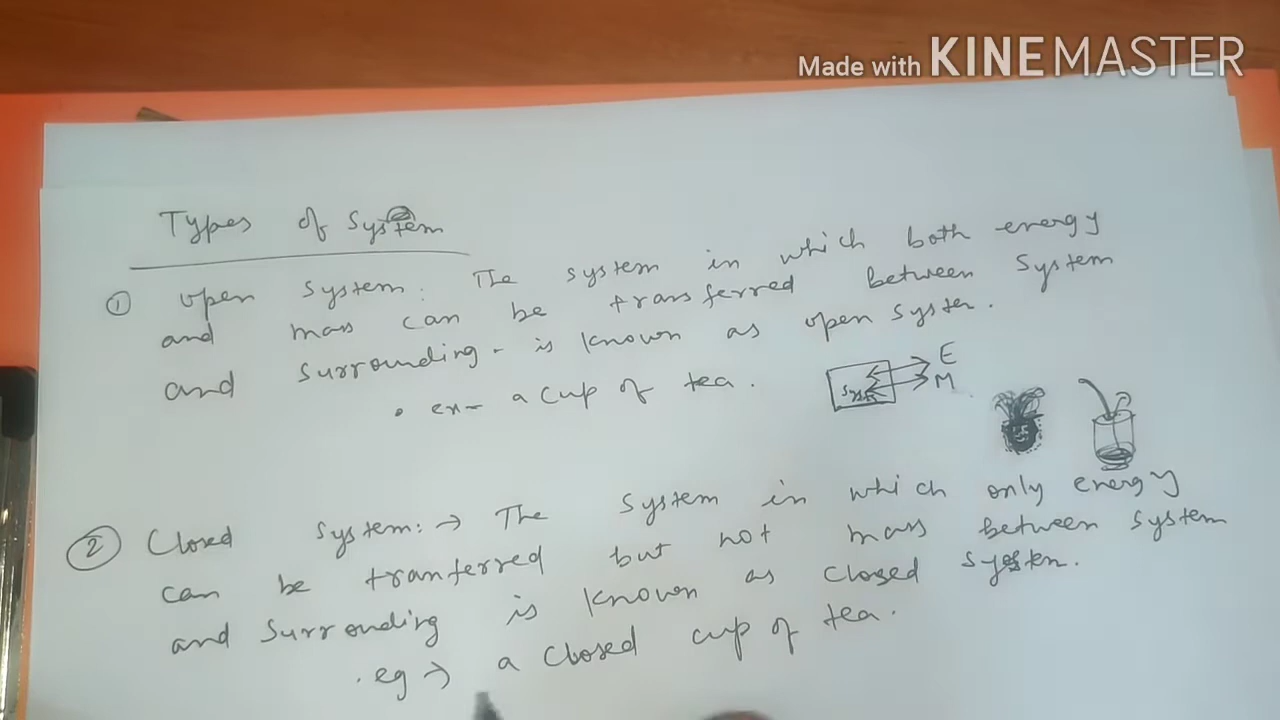 Made with KINEMASTER
Types of System
① open system: The system in which both energy
and mass can be transferred between system
and surrounding - is known as open system.
• ex- a cup of tea.
E
Syst M
② Closed system:→ The system in which only energy
can be tranferred but not mass between system
and surrounding is known as closed system.
. eg → a closed cup of tea.